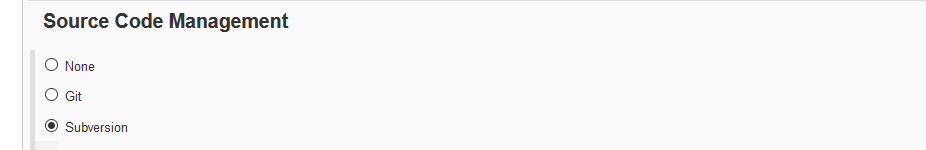 Source Code Management
None
Git
Subversion